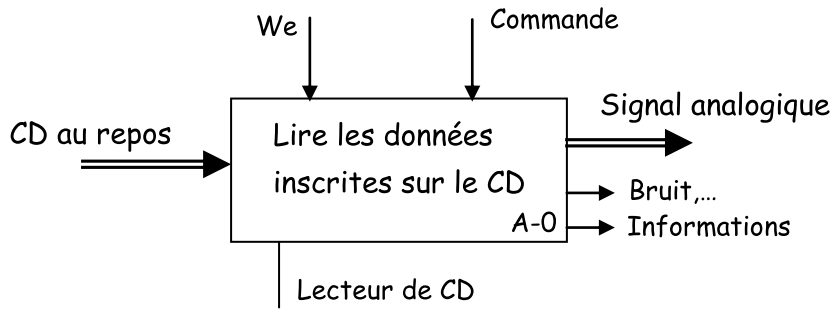 We
Commande
CD au repos
Lire les données
inscrites sur le CD
A-0
Signal analogique
Bruit,...
Informations
Lecteur de CD